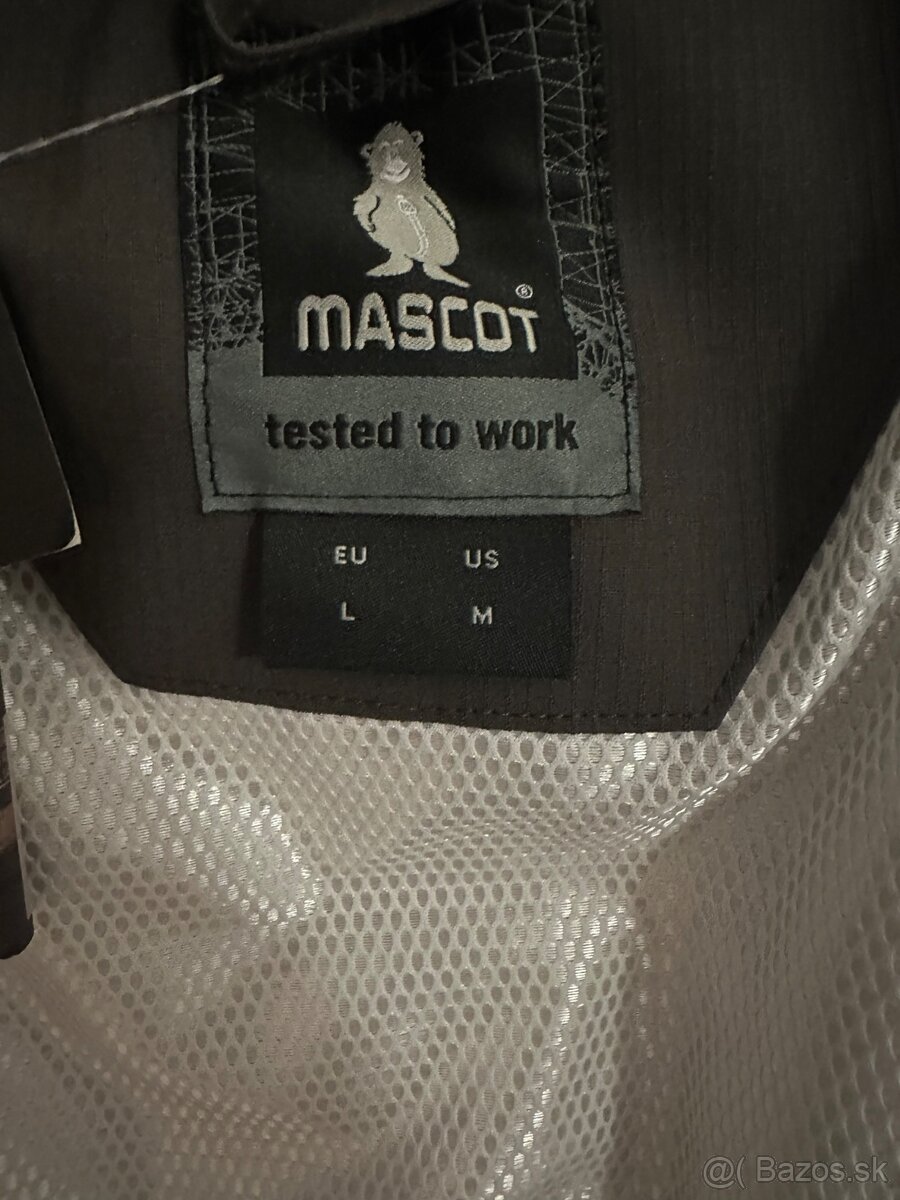 MASCOT®
tested to work
EU US
L M
@( Bazos.sk